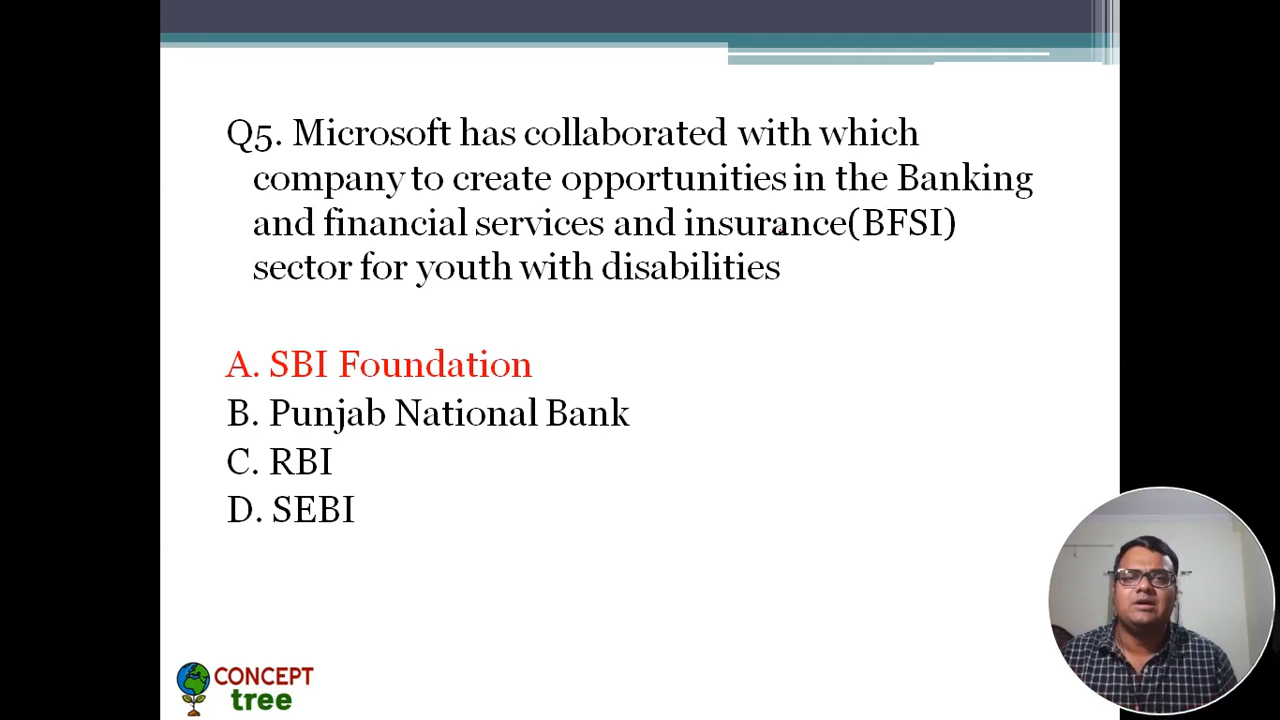 Q5. Microsoft has collaborated with which
company to create opportunities in the Banking
and financial services and insurance(BFSI)
sector for youth with disabilities
A. SBI Foundation
B. Punjab National Bank
C. RBI
D. SEBI
CONCEPT
tree